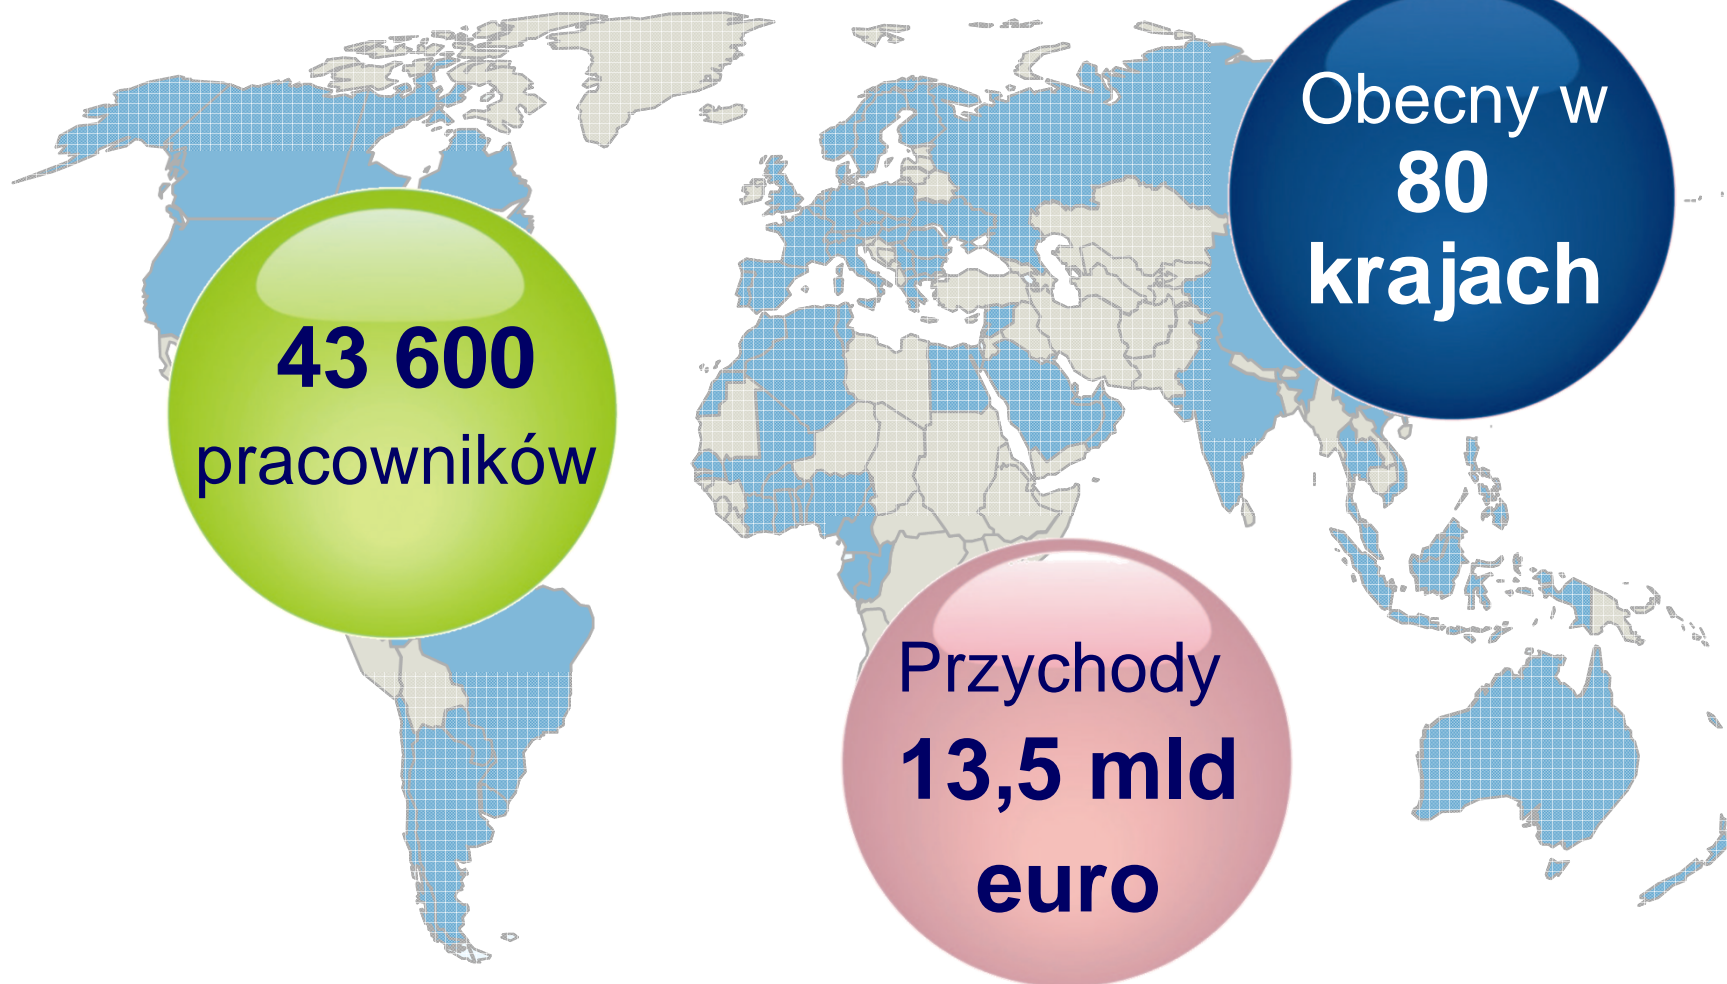 Obecny w
80
krajach
43 600
pracowników
Przychody
13,5 mld
euro